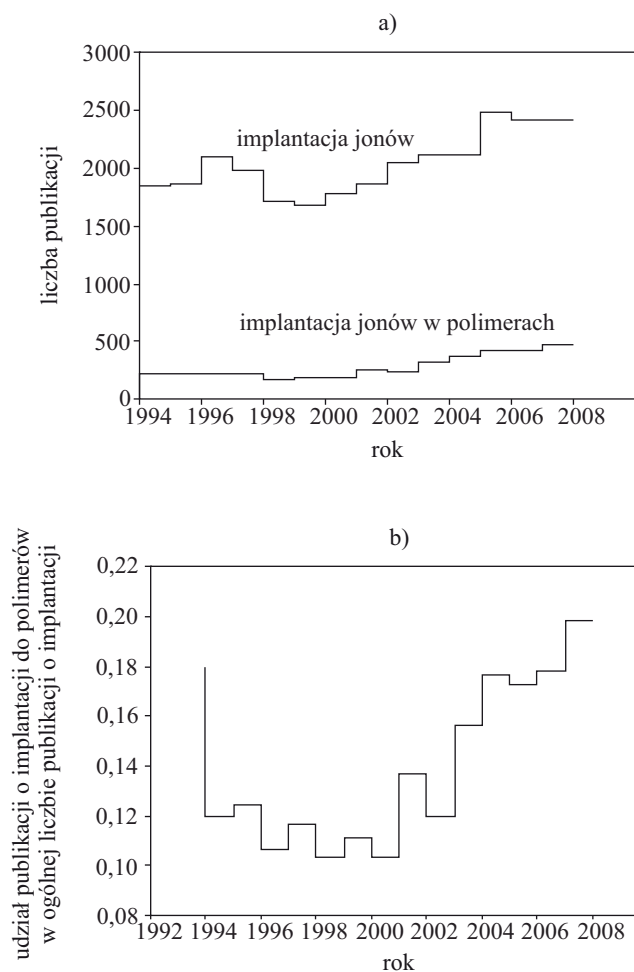 a)
3000
2500
2000
1500
1000
500
0
liczba publikacji
implantacja jonów
implantacja jonów w polimerach
1994 1996 1998 2000 2002 2004 2006 2008
rok
b)
0,22
0,20
0,18
0,16
0,14
0,12
0,10
0,08
udział publikacji o implantacji do polimerów
w ogólnej liczbie publikacji o implantacji
1992 1994 1996 1998 2000 2002 2004 2006 2008
rok